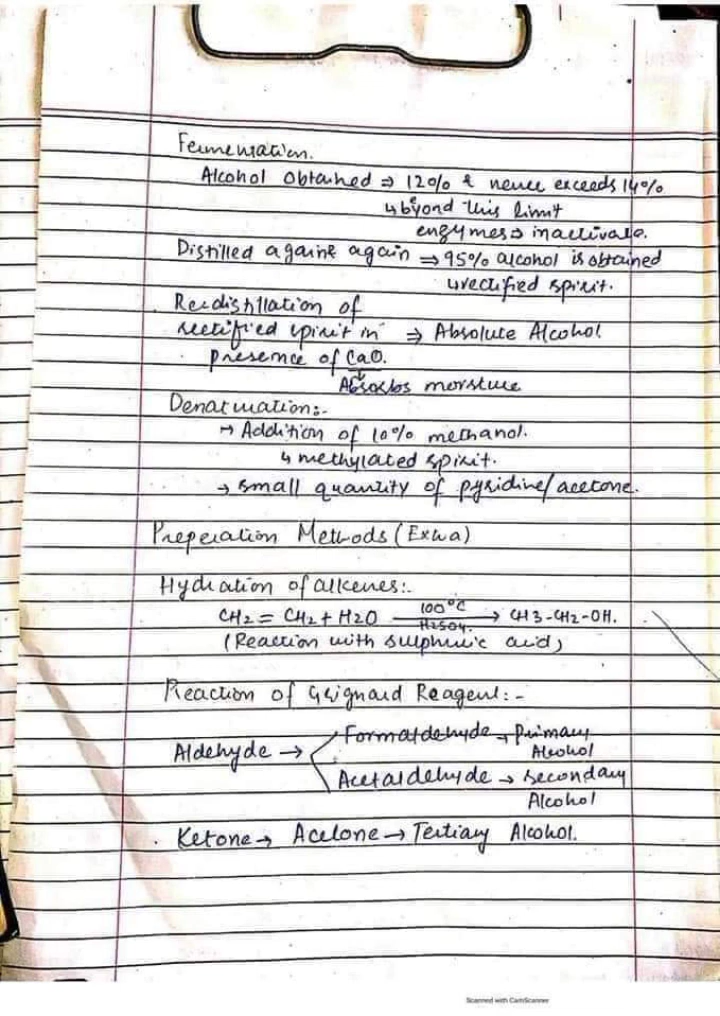 Fermentation.
Alcohol Obtained ⇒ 12% & never exceeds 14%
↳ beyond this limit
enzymes → inactivate.
Distilled again & again ⇒ 95% alcohol is obtained
↳ rectified spirit.
Redistillation of
rectified spirit in ⇒ Absolute Alcohol
presence of CaO.
↳ Absorbs moisture
Denaturation:-
→ Addition of 10% methanol.
↳ methylated spirit.
→ small quantity of pyridine/acetone.
Preperation Methods (Extra)
Hydration of alkenes:.
CH2 = CH2 + H2O 100°C H2SO4. → CH3-CH2-OH.
(Reaction with sulphuric acid)
Reaction of Grignard Reagent:-
Aldehyde → Formaldehyde → Primary Alcohol
Acetaldehyde → Secondary Alcohol
Ketone → Acetone → Tertiary Alcohol.
Scanned with CamScanner